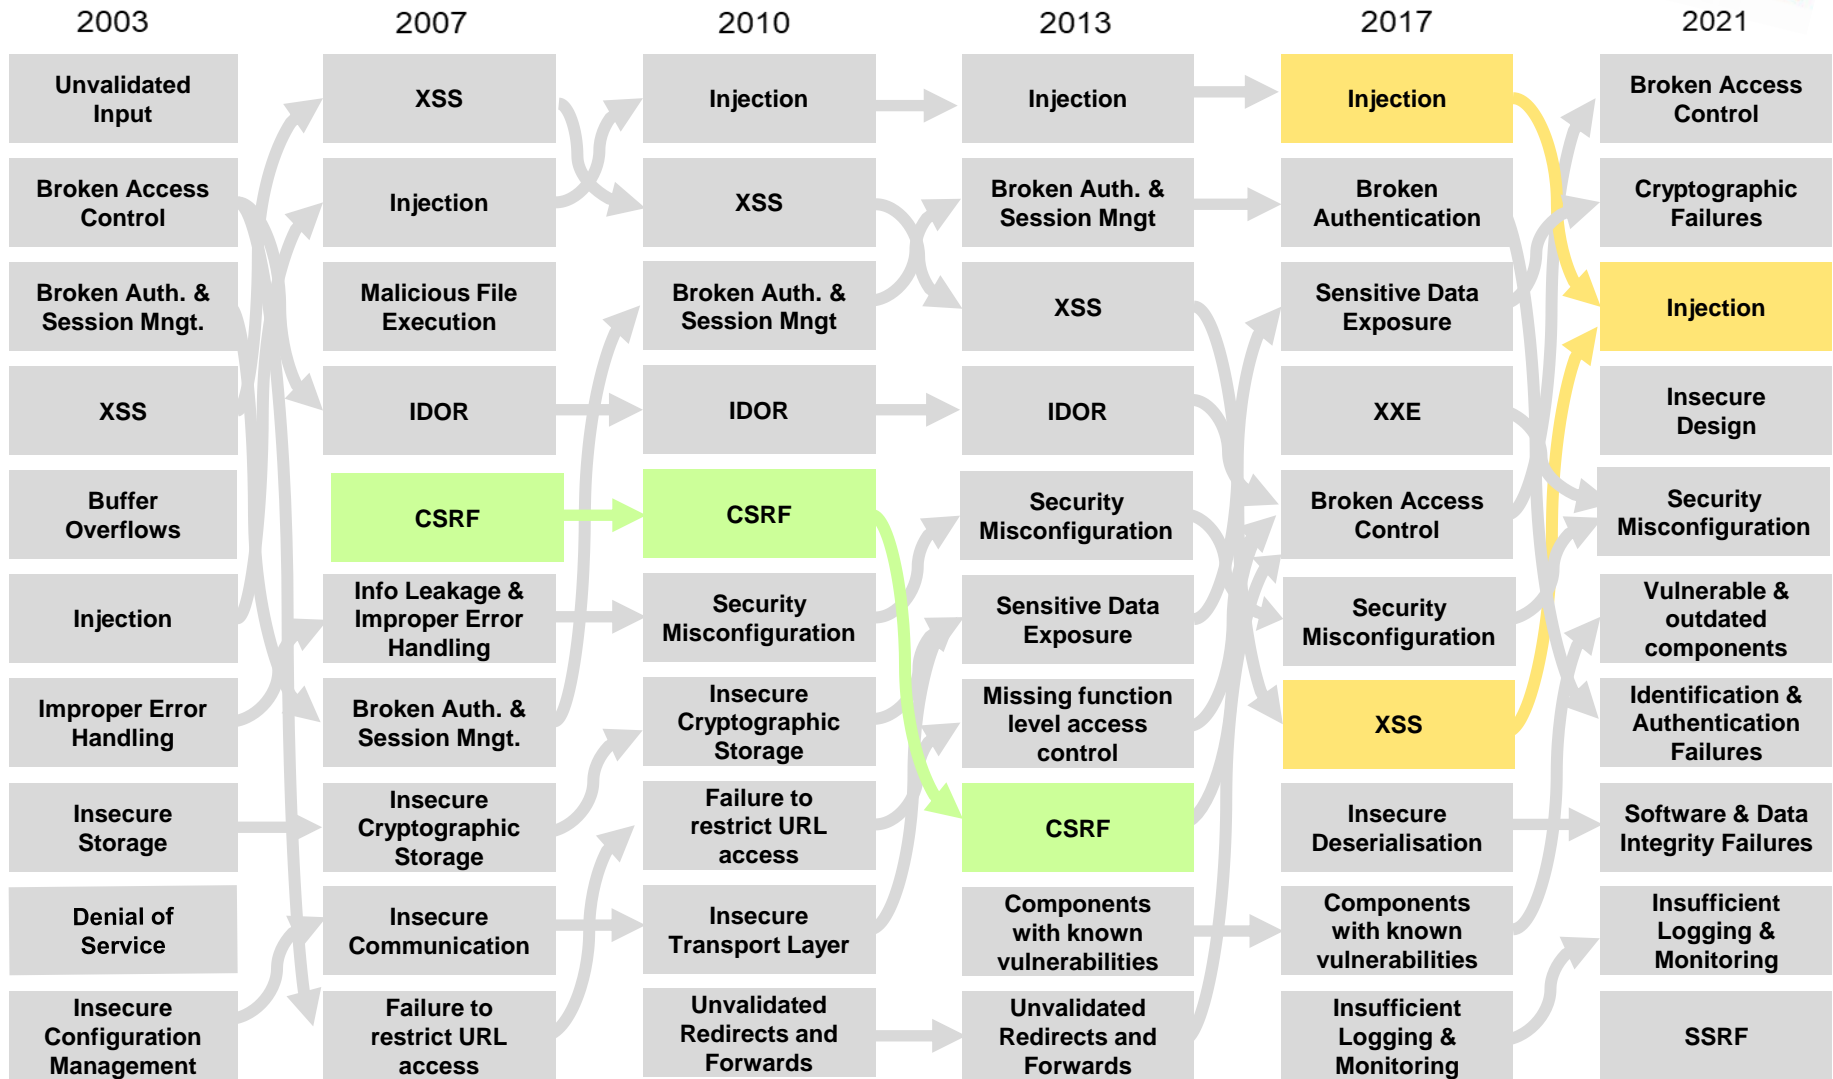 2003
2007
2010
2013
2017
2021
Unvalidated
Input
Broken Access
Control
Broken Auth. &
Session Mngt.
XSS
Buffer
Overflows
Injection
Improper Error
Handling
Insecure
Storage
Denial of
Service
Insecure
Configuration
Management
XSS
Injection
Malicious File
Execution
IDOR
CSRF
Info Leakage &
Improper Error
Handling
Broken Auth. &
Session Mngt.
Insecure
Cryptographic
Storage
Insecure
Communication
Failure to
restrict URL
access
Injection
XSS
Broken Auth. &
Session Mngt
IDOR
CSRF
Security
Misconfiguration
Insecure
Cryptographic
Storage
Failure to
restrict URL
access
Insecure
Transport Layer
Unvalidated
Redirects and
Forwards
Injection
Broken Auth. &
Session Mngt
XSS
IDOR
Security
Misconfiguration
Sensitive Data
Exposure
Missing function
level access
control
CSRF
Components
with known
vulnerabilities
Unvalidated
Redirects and
Forwards
Injection
Broken
Authentication
Sensitive Data
Exposure
XXE
Broken Access
Control
Security
Misconfiguration
XSS
Insecure
Deserialisation
Components
with known
vulnerabilities
Insufficient
Logging &
Monitoring
Broken Access
Control
Cryptographic
Failures
Injection
Insecure
Design
Security
Misconfiguration
Vulnerable &
outdated
components
Identification &
Authentication
Failures
Software & Data
Integrity Failures
Insufficient
Logging &
Monitoring
SSRF